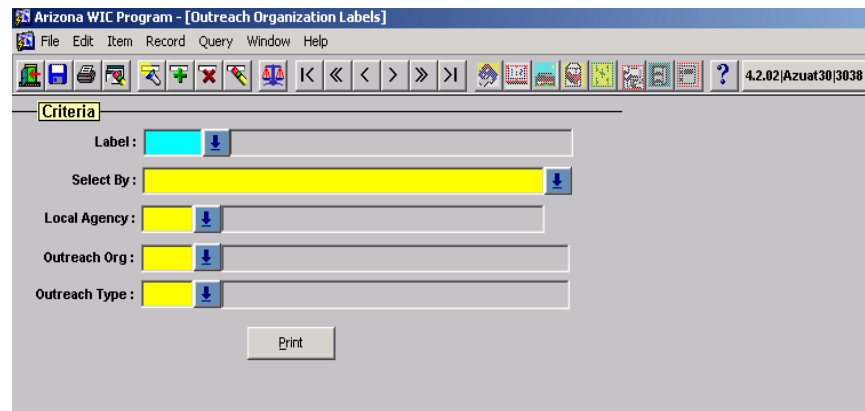 Arizona WIC Program - [Outreach Organization Labels]
File Edit Item Record Query Window Help
4.2.02|Azuat30|3038
Criteria
Label :
Select By :
Local Agency :
Outreach Org :
Outreach Type :
Print